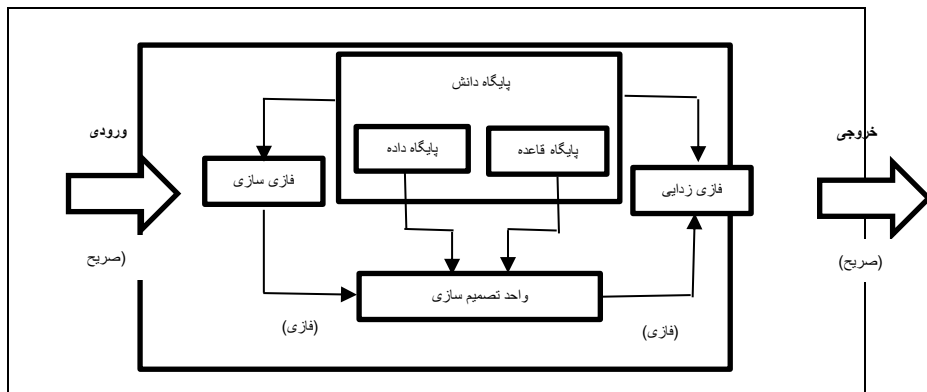 پایگاه دانش
ورودی
خروجی
پایگاه داده
پایگاه قاعده
فازی سازی
فازی زدایی
(صریح
(صریح)
واحد تصمیم سازی
(فازی)
(فازی)